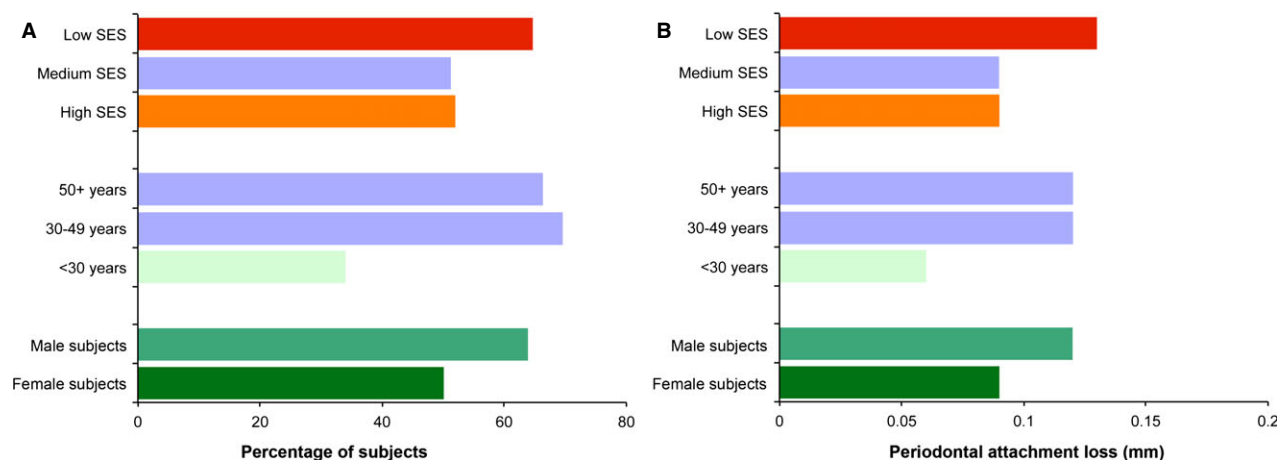 A
Low SES
Medium SES
High SES
50+ years
30-49 years
<30 years
Male subjects
Female subjects
0 20 40 60 80
Percentage of subjects
B
Low SES
Medium SES
High SES
50+ years
30-49 years
<30 years
Male subjects
Female subjects
0 0.05 0.1 0.15 0.2
Periodontal attachment loss (mm)